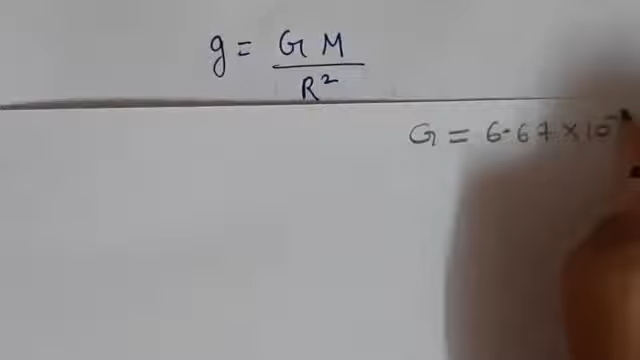 g = G M / R²
G = 6.67 × 10⁻